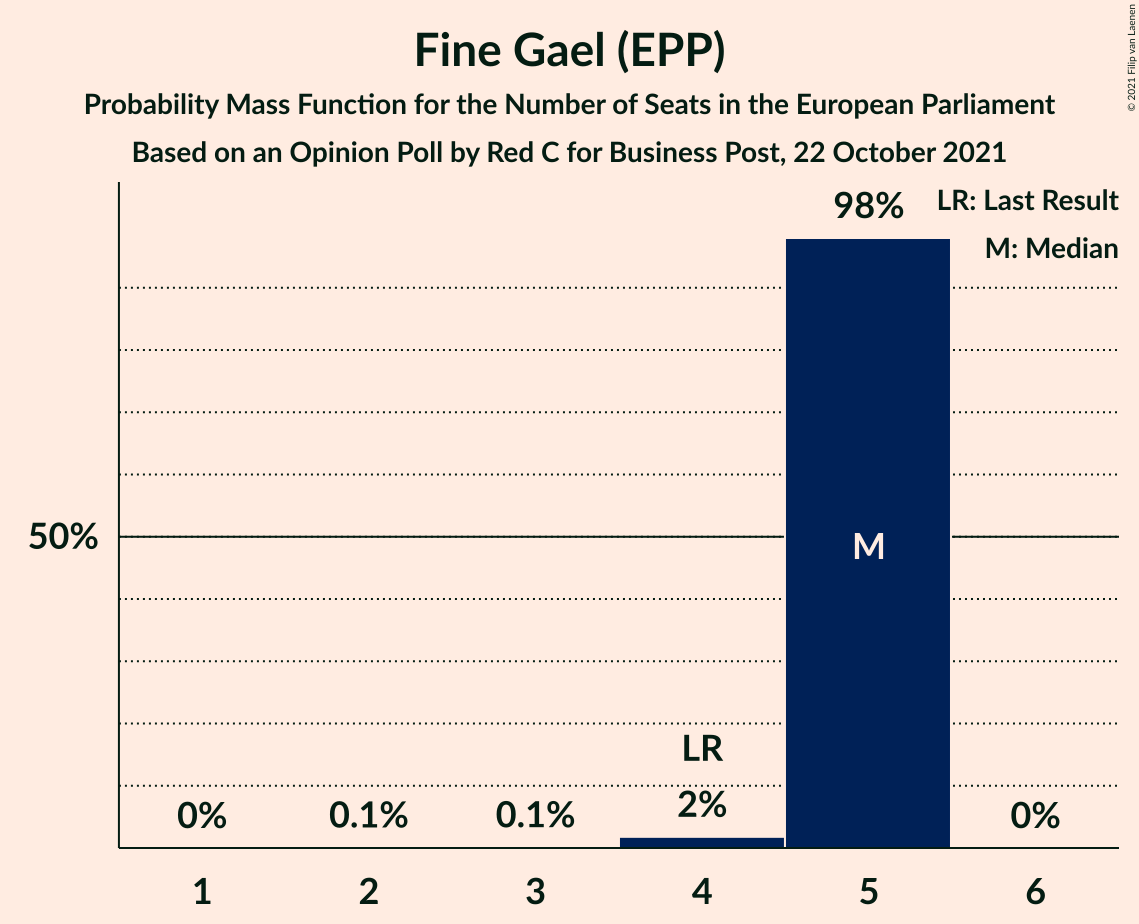 Fine Gael (EPP)
Probability Mass Function for the Number of Seats in the European Parliament
Based on an Opinion Poll by Red C for Business Post, 22 October 2021
© 2021 Filip van Laenen
98%
LR: Last Result
M: Median
50%
M
LR
0%
0.1%
0.1%
2%
0%
1
2
3
4
5
6